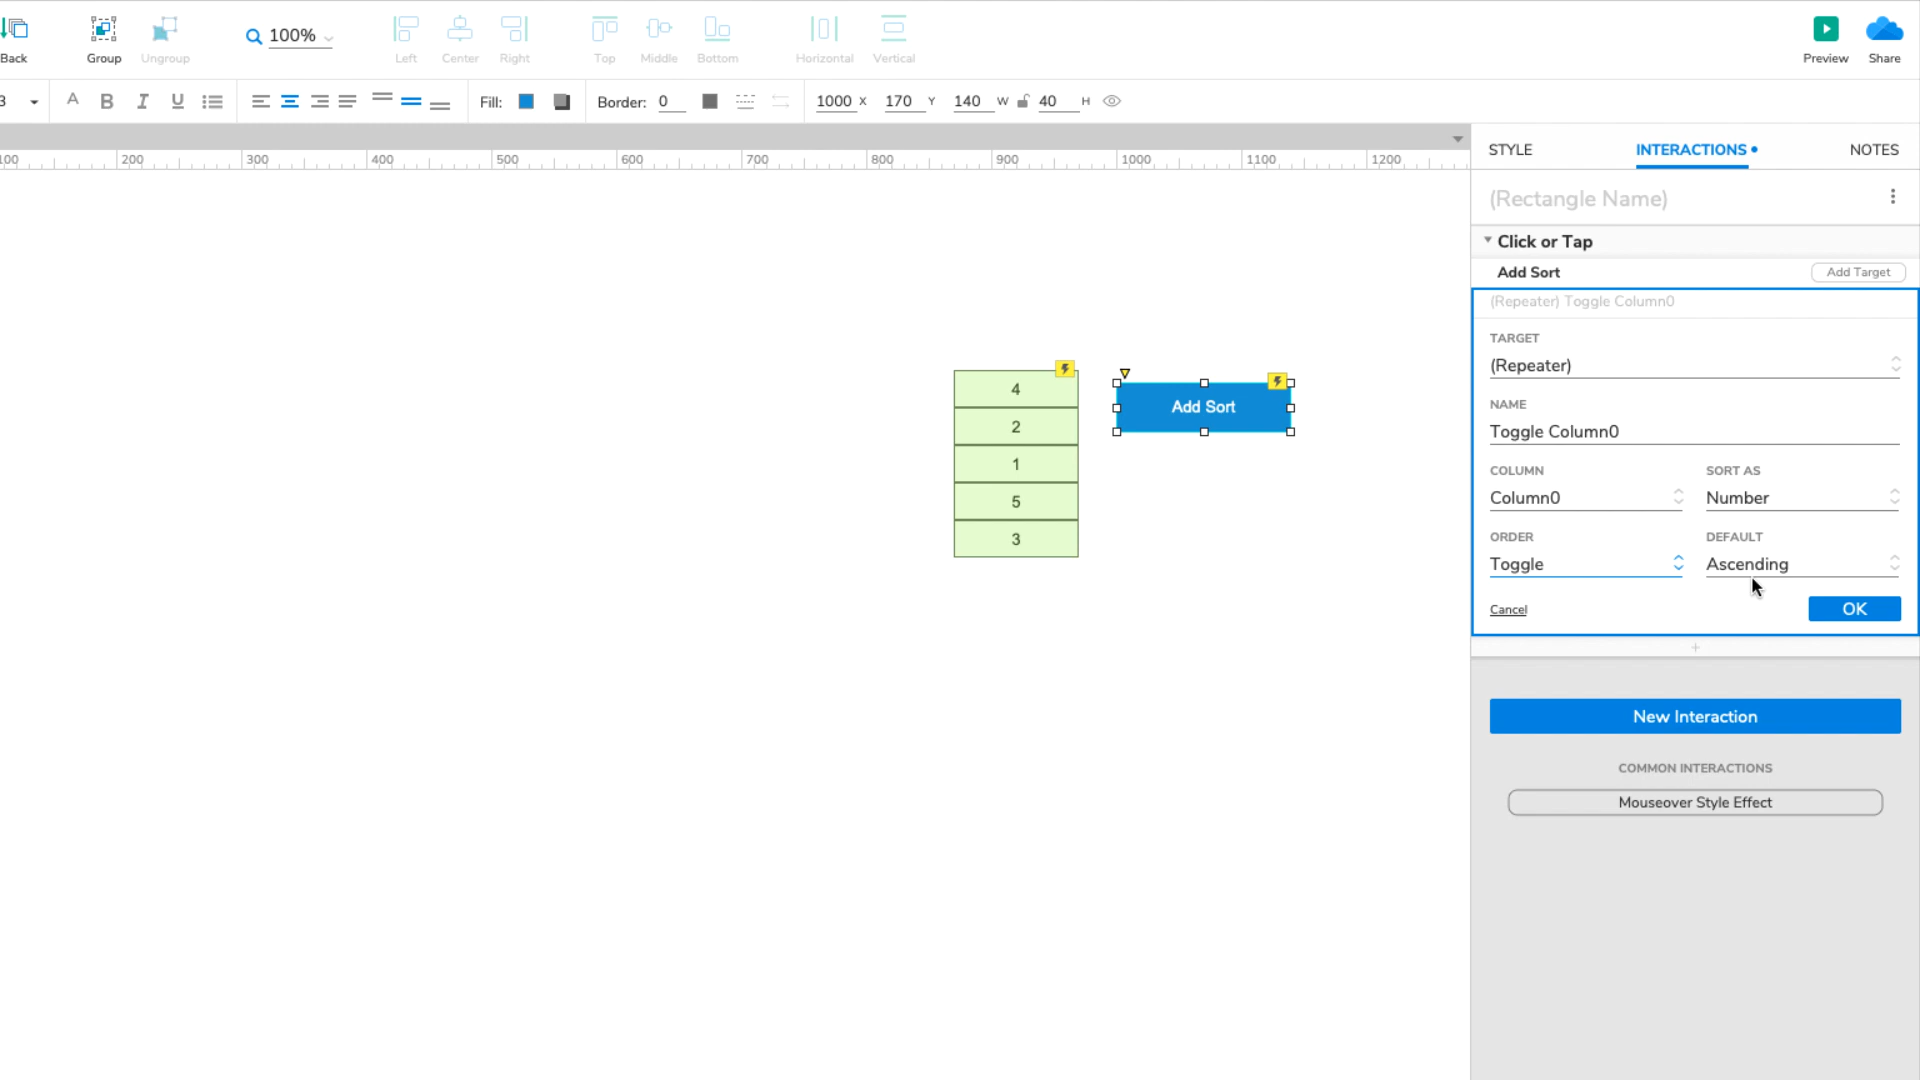 Back
Group
Ungroup
100%
Left
Center
Right
Top
Middle
Bottom
Horizontal
Vertical
Preview
Share
3
A B I U
Fill:
Border: 0
1000 X 170 Y 140 W 40 H
100 200 300 400 500 600 700 800 900 1000 1100 1200
STYLE
INTERACTIONS
NOTES
(Rectangle Name)
Click or Tap
Add Sort
Add Target
(Repeater) Toggle Column0
TARGET
(Repeater)
NAME
Toggle Column0
COLUMN
SORT AS
Column0
Number
ORDER
DEFAULT
Toggle
Ascending
Cancel
OK
+
New Interaction
COMMON INTERACTIONS
Mouseover Style Effect
4
2
1
5
3
Add Sort